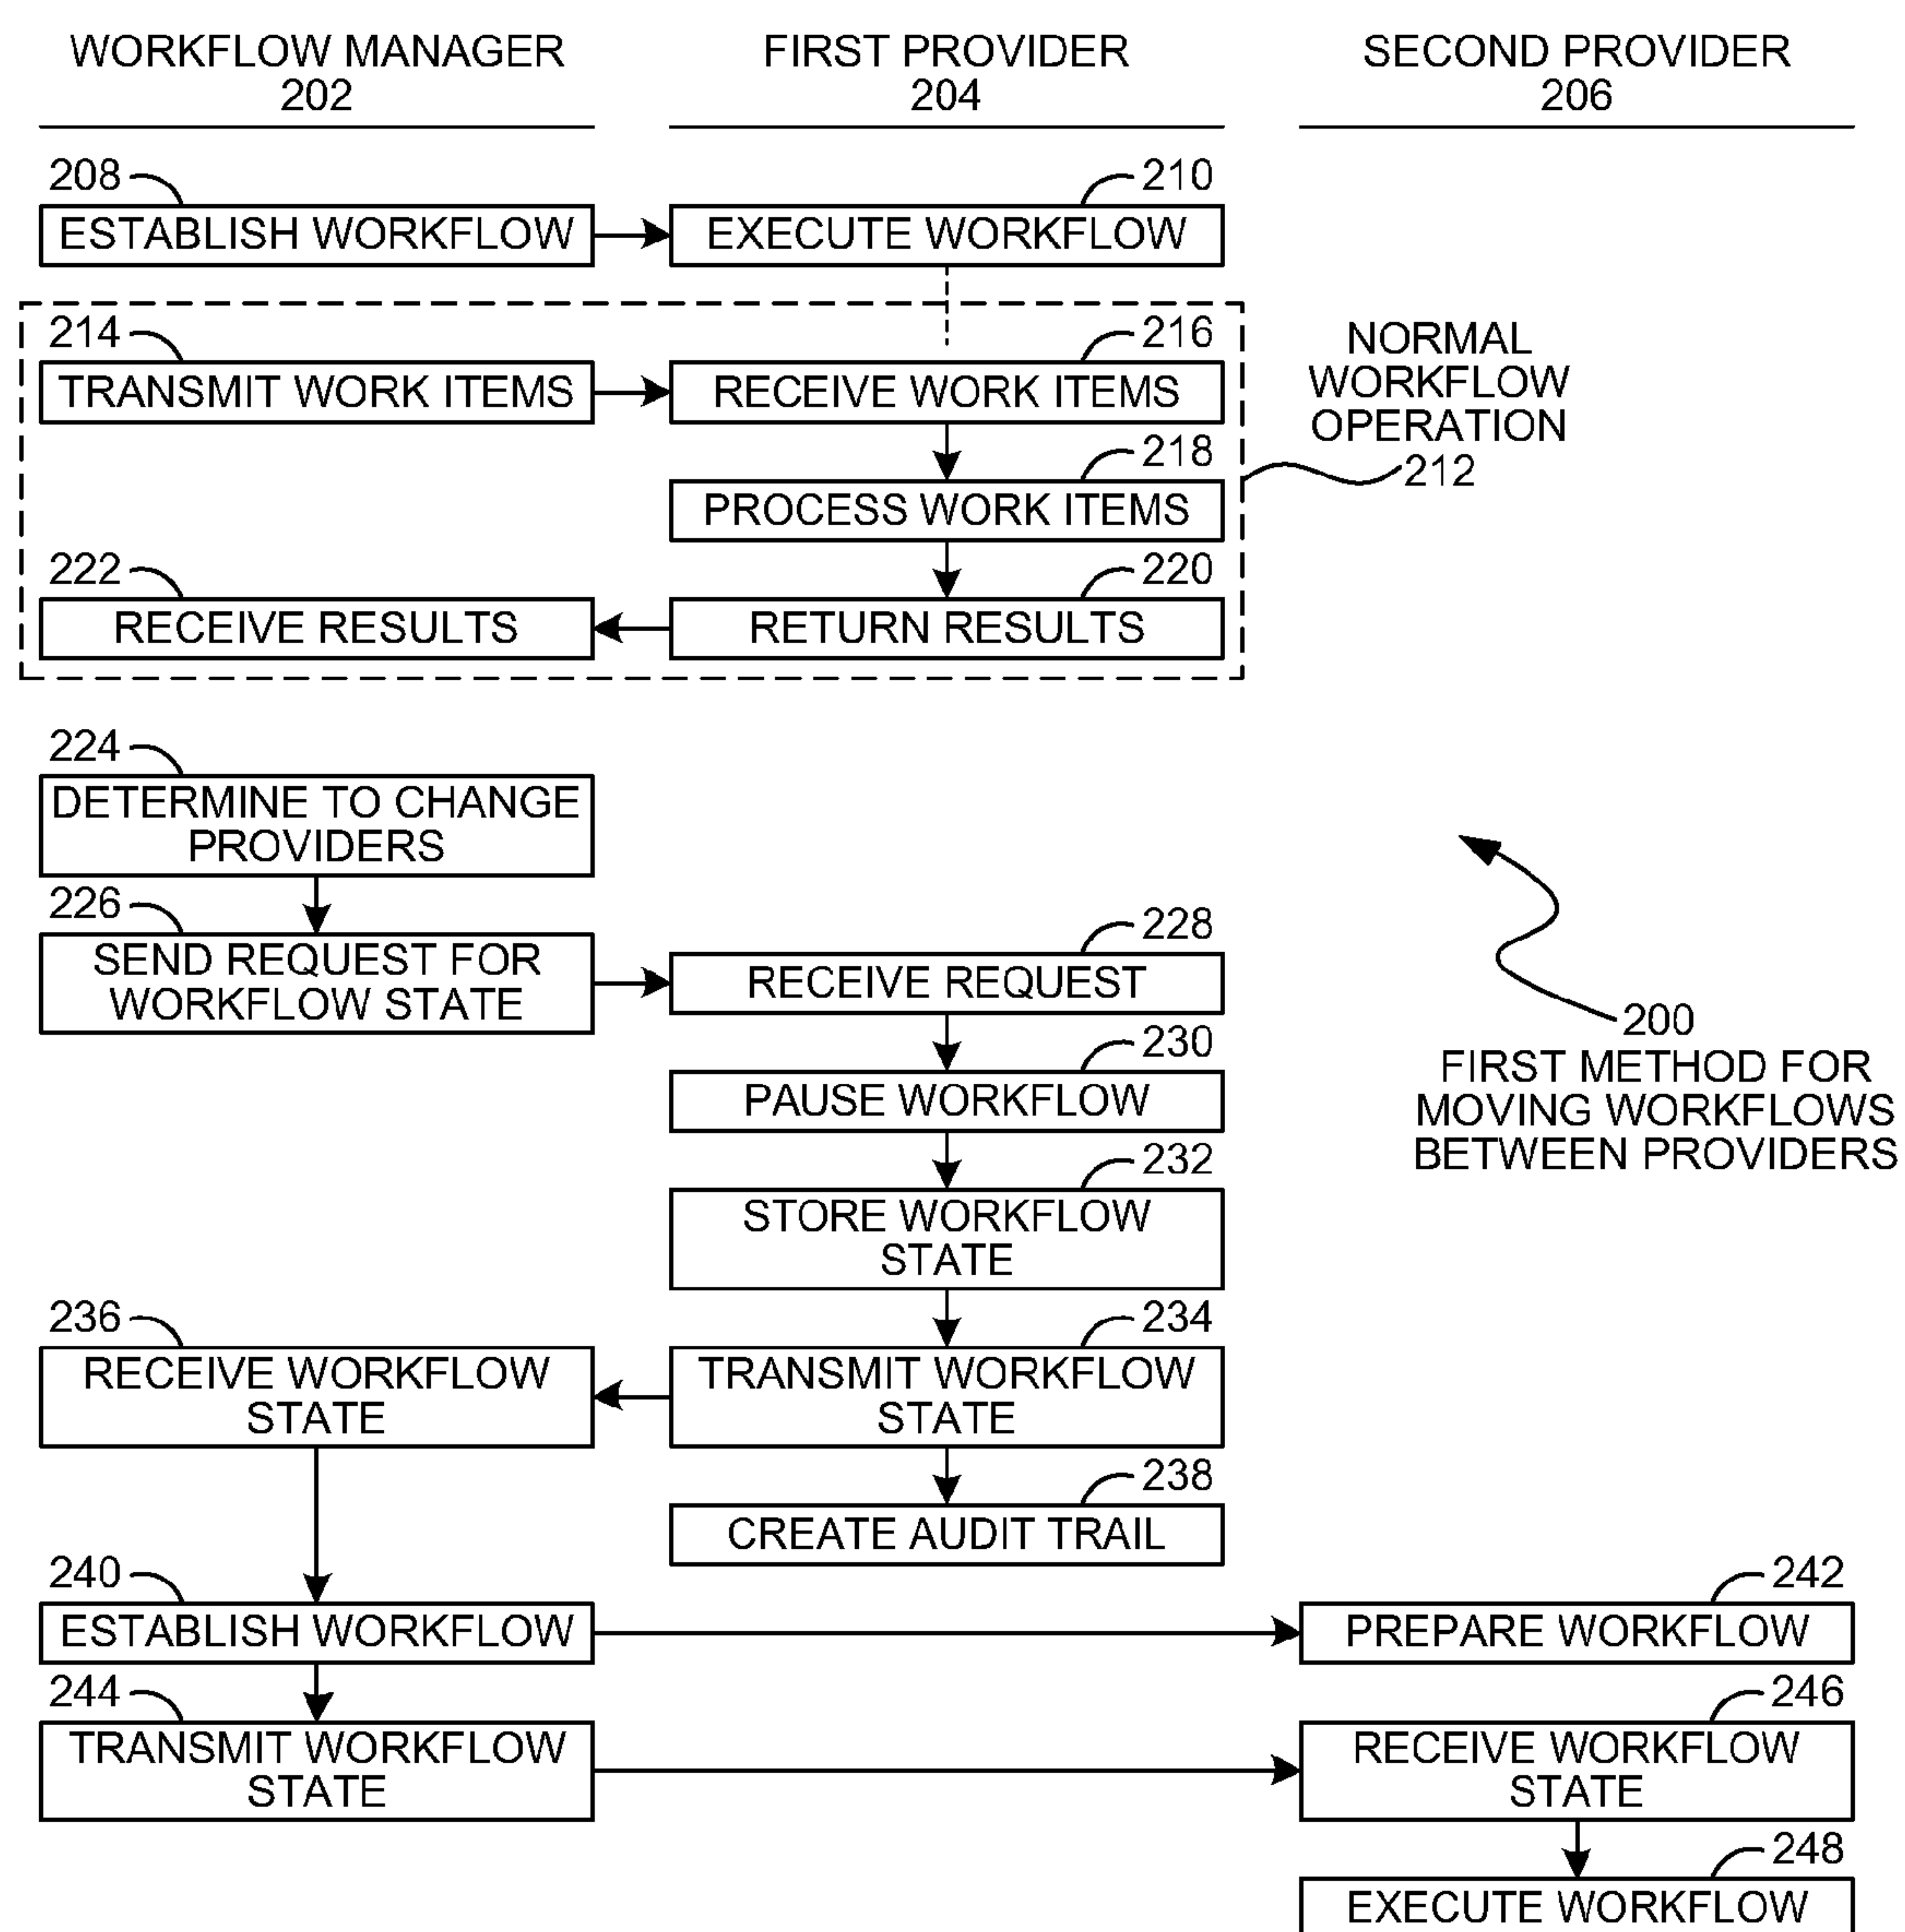 WORKFLOW MANAGER
202
FIRST PROVIDER
204
SECOND PROVIDER
206
208
ESTABLISH WORKFLOW
210
EXECUTE WORKFLOW
214
TRANSMIT WORK ITEMS
216
RECEIVE WORK ITEMS
NORMAL
WORKFLOW
OPERATION
212
218
PROCESS WORK ITEMS
222
RECEIVE RESULTS
220
RETURN RESULTS
224
DETERMINE TO CHANGE
PROVIDERS
226
SEND REQUEST FOR
WORKFLOW STATE
228
RECEIVE REQUEST
200
FIRST METHOD FOR
MOVING WORKFLOWS
BETWEEN PROVIDERS
230
PAUSE WORKFLOW
232
STORE WORKFLOW
STATE
236
RECEIVE WORKFLOW
STATE
234
TRANSMIT WORKFLOW
STATE
238
CREATE AUDIT TRAIL
240
ESTABLISH WORKFLOW
242
PREPARE WORKFLOW
244
TRANSMIT WORKFLOW
STATE
246
RECEIVE WORKFLOW
STATE
248
EXECUTE WORKFLOW